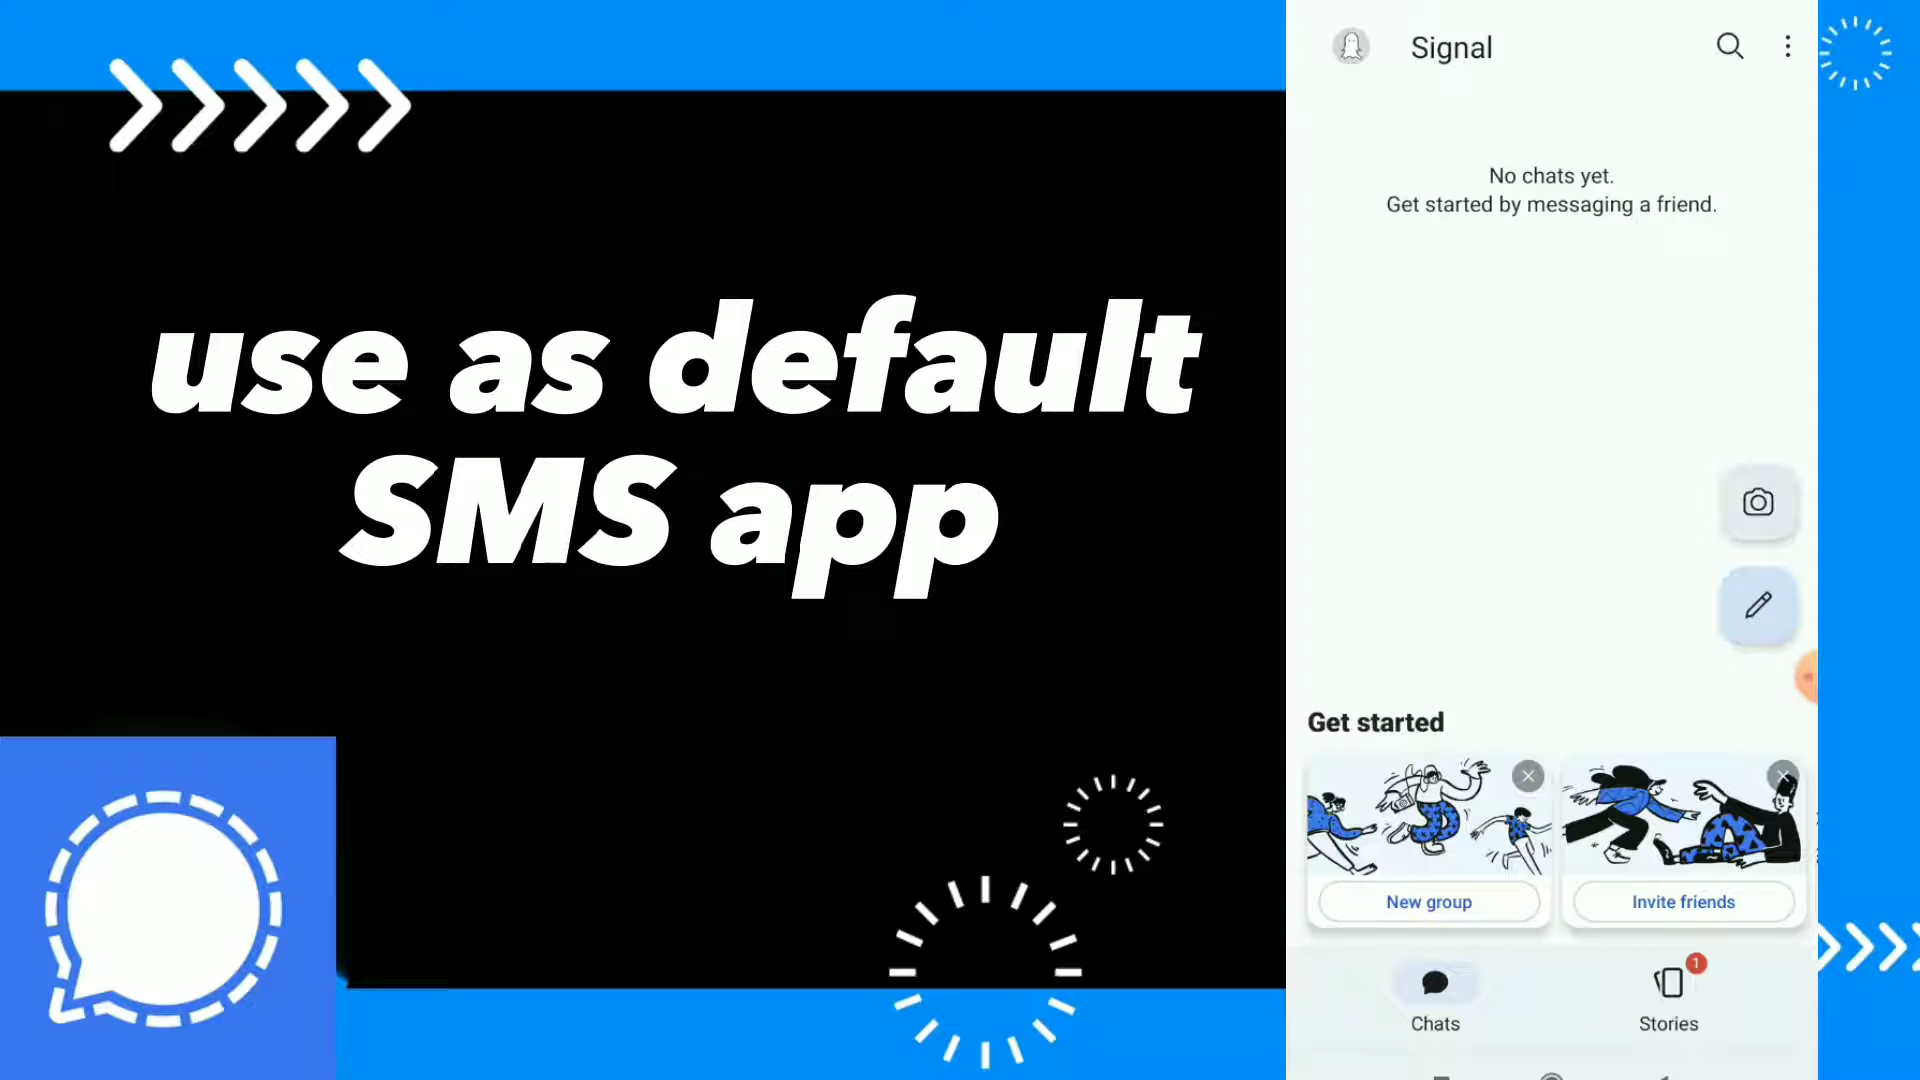 use as default
SMS app
Signal
No chats yet.
Get started by messaging a friend.
Get started
New group
Invite friends
1
Chats
Stories